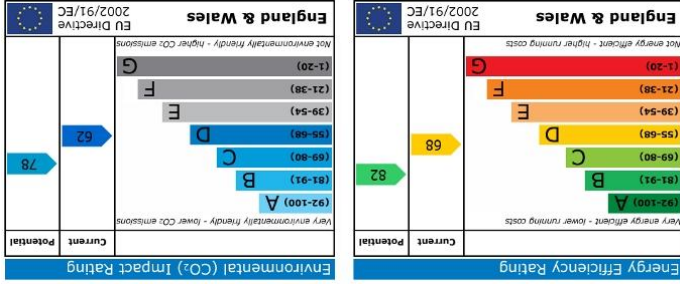 Energy Efficiency Rating
Current Potential
Very energy efficient - lower running costs
(92-100) A
(81-91) B
(69-80) C
(55-68) D
(39-54) E
(21-38) F
(1-20) G
Not energy efficient - higher running costs
68
82
England & Wales
EU Directive
2002/91/EC
Environmental (CO₂) Impact Rating
Current Potential
Very environmentally friendly - lower CO₂ emissions
(92-100) A
(81-91) B
(69-80) C
(55-68) D
(39-54) E
(21-38) F
(1-20) G
Not environmentally friendly - higher CO₂ emissions
62
78
England & Wales
EU Directive
2002/91/EC